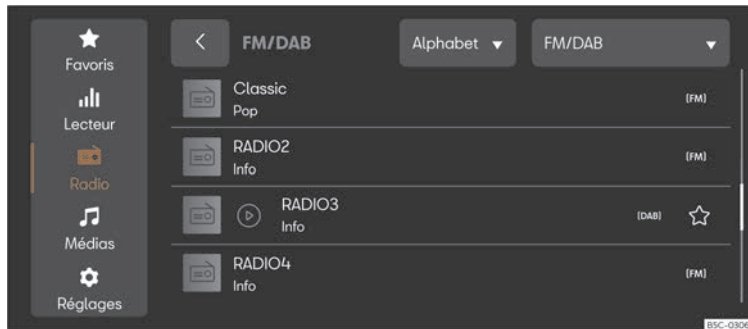 Favoris
Lecteur
Radio
Médias
Réglages
FM/DAB
Alphabet
FM/DAB
Classic
Pop
(FM)
RADIO2
Info
(FM)
RADIO3
Info
(DAB)
RADIO4
Info
(FM)
B5C-0306